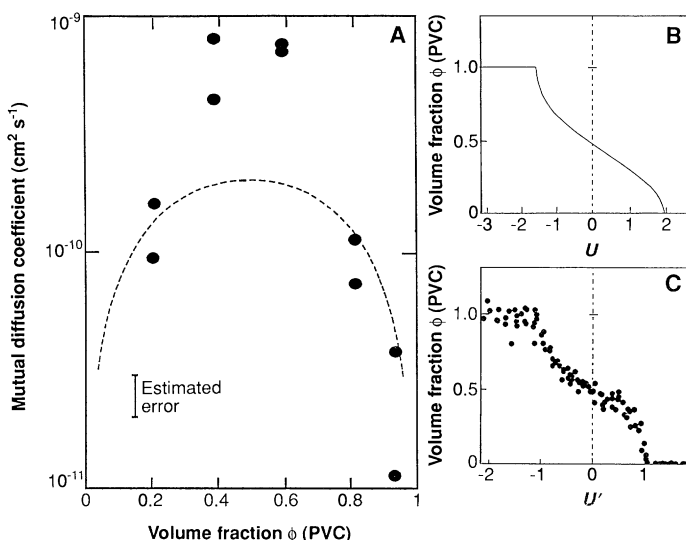 A
10-9
10-10
10-11
Mutual diffusion coefficient (cm2 s-1)
Estimated
error
0 0.2 0.4 0.6 0.8 1
Volume fraction ϕ (PVC)
B
Volume fraction ϕ (PVC)
1.0
0.5
0
-3 -2 -1 0 1 2
U
C
Volume fraction ϕ (PVC)
1.0
0.5
0
-2 -1 0 1
U'